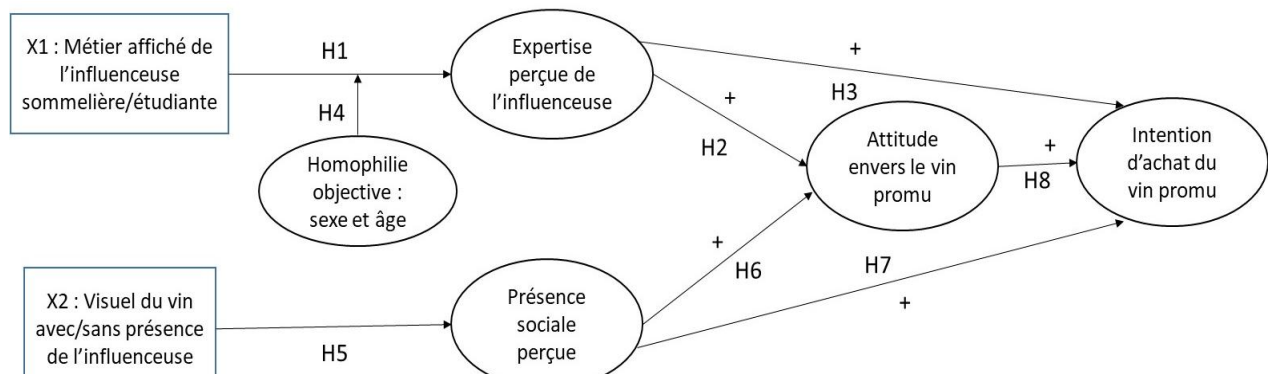 X1 : Métier affiché de
l’influenceuse
sommelière/étudiante
H1
H4
Homophilie
objective :
sexe et âge
Expertise
perçue de
l’influenceuse
+
H3
+
H2
Attitude
envers le vin
promu
+
H8
Intention
d’achat du
vin promu
X2 : Visuel du vin
avec/sans présence
de l’influenceuse
H5
Présence
sociale
perçue
+
H6
H7
+